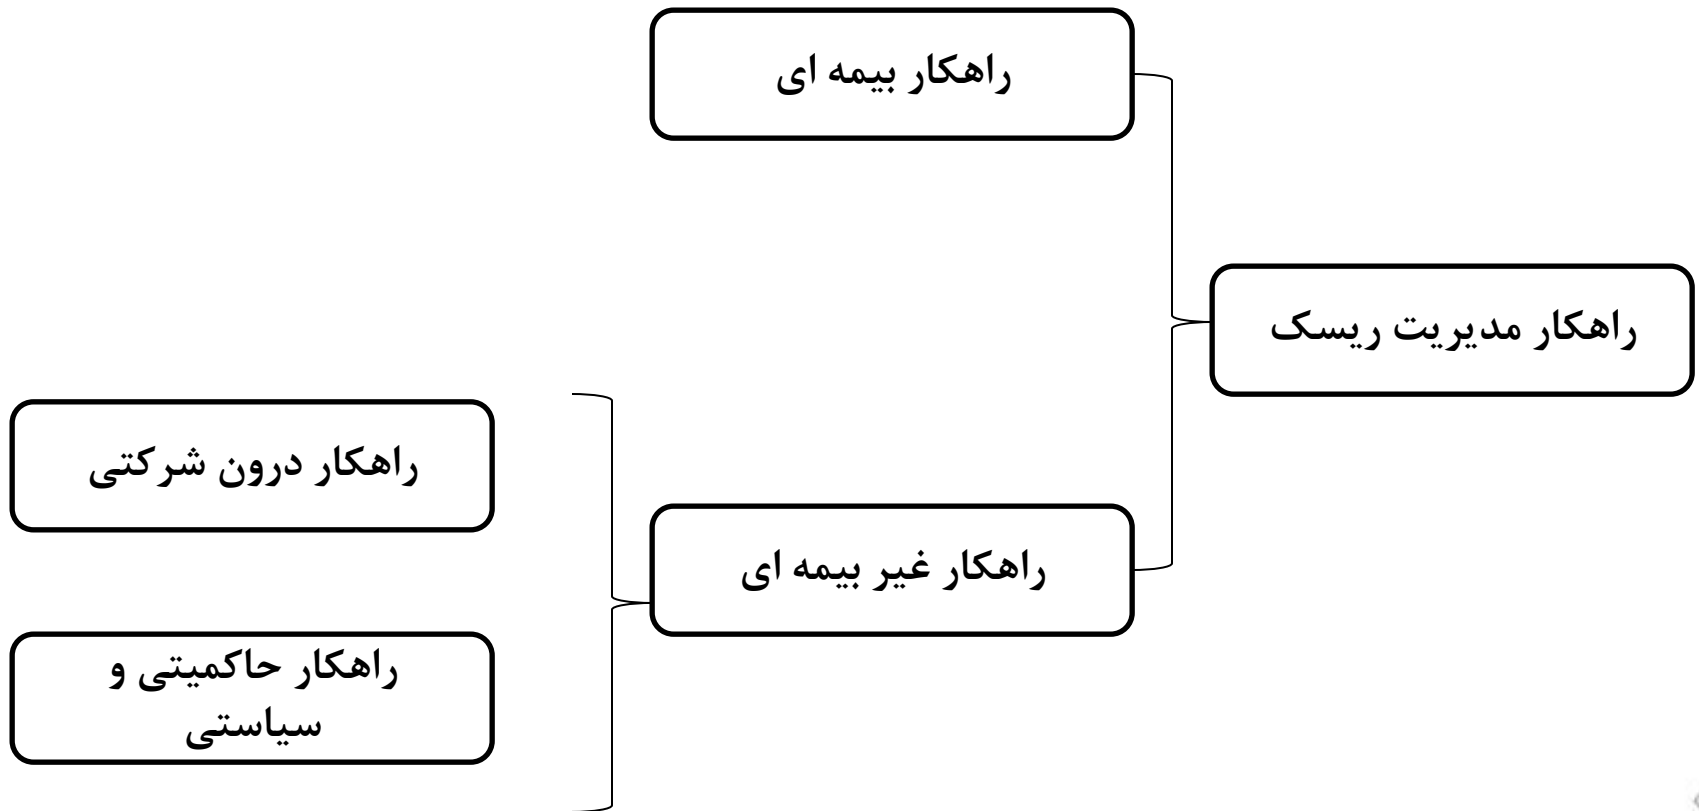 راهکار بیمه ای
راهکار مدیریت ریسک
راهکار درون شرکتی
راهکار غیر بیمه ای
راهکار حاکمیتی و
سیاستی